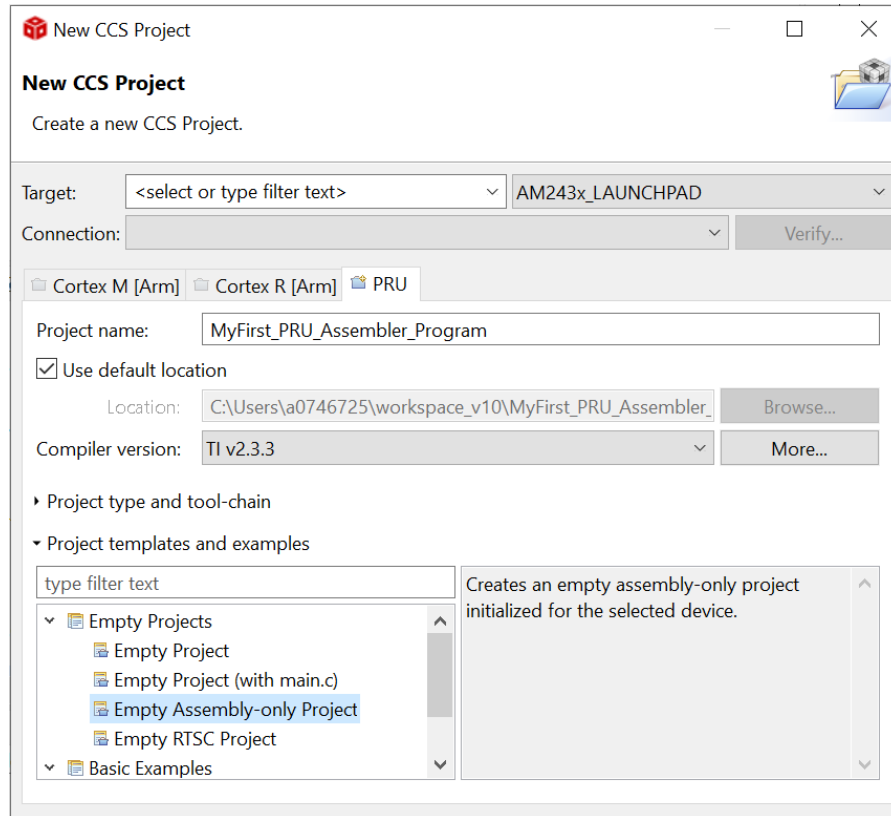 New CCS Project
New CCS Project
Create a new CCS Project.
Target: <select or type filter text> AM243x_LAUNCHPAD
Connection: Verify...
Cortex M [Arm] Cortex R [Arm] PRU
Project name: MyFirst_PRU_Assembler_Program
Use default location
Location: C:\Users\a0746725\workspace_v10\MyFirst_PRU_Assembler_ Browse...
Compiler version: TI v2.3.3 More...
Project type and tool-chain
Project templates and examples
type filter text
Creates an empty assembly-only project
initialized for the selected device.
Empty Projects
Empty Project
Empty Project (with main.c)
Empty Assembly-only Project
Empty RTSC Project
Basic Examples